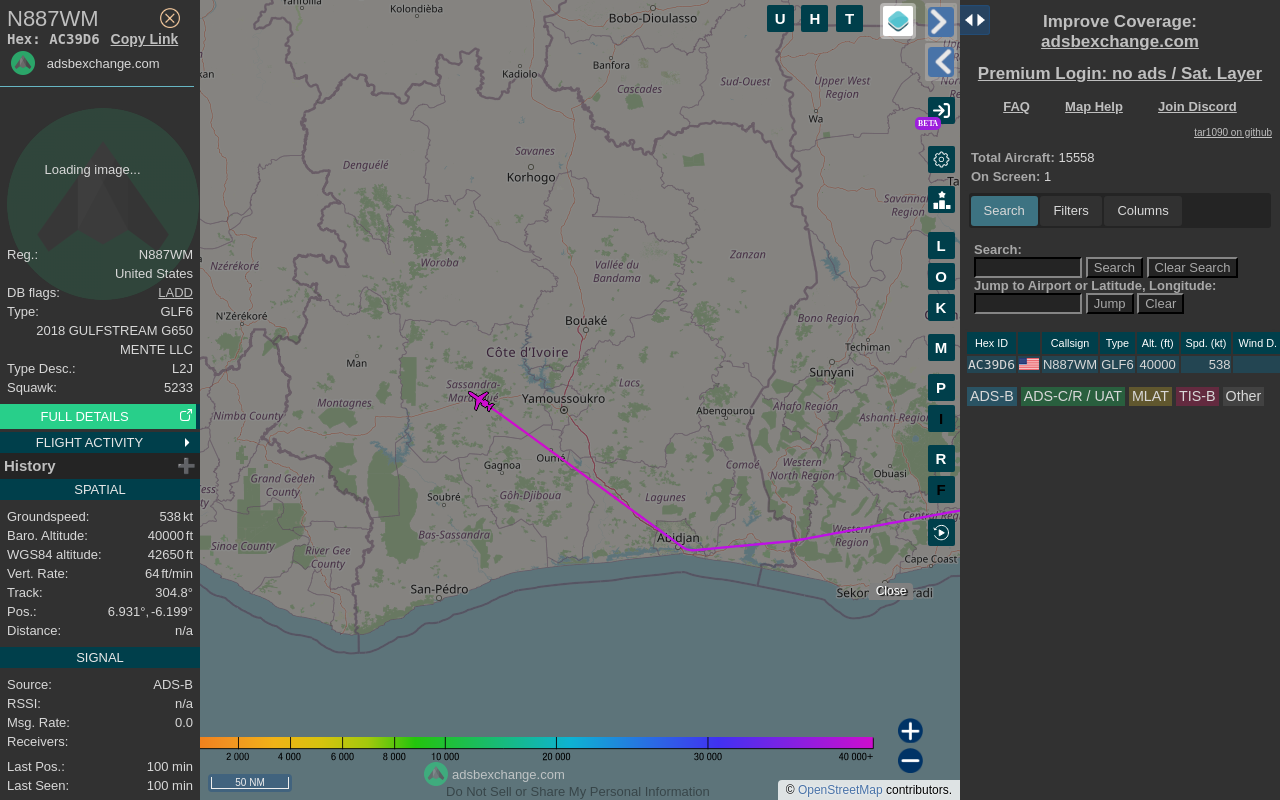 N887WM
Hex: AC39D6 Copy Link
adsbexchange.com
Loading image...
Reg.: N887WM
United States
DB flags: LADD
Type: GLF6
2018 GULFSTREAM G650
MENTE LLC
Type Desc.: L2J
Squawk: 5233
FULL DETAILS
FLIGHT ACTIVITY
History
SPATIAL
Groundspeed: 538 kt
Baro. Altitude: 40000 ft
WGS84 altitude: 42650 ft
Vert. Rate: 64 ft/min
Track: 304.8°
Pos.: 6.931°, -6.199°
Distance: n/a
SIGNAL
Source: ADS-B
RSSI: n/a
Msg. Rate: 0.0
Receivers:
Last Pos.: 100 min
Last Seen: 100 min
Kolondièba
Bobo-Dioulasso
Kadiolo
Banfora
Cascades
Sud-Ouest
Upper West
Region
Wa
Denguélé
Savanes
Korhogo
Savannah
Region
Nzérékoré
Woroba
Vallée du
Bandama
Zanzan
N'Zérékoré
Bouaké
Bono Region
Côte d'Ivoire
Man
Techiman
Sunyani
Sassandra-
Lacs
Yamoussoukro
Montagnes
Nimba County
Abengourou
Ahafo Region
Ashanti Region
Oumé
Gagnoa
Comoé
Western
North Region
Obuasi
Grand Gedeh
County
Soubré
Gôh-Djiboua
Lagunes
Bas-Sassandra
Central Reg
Western
Region
Sinoe County
River Gee
County
Abidjan
Cape Coast
San-Pédro
Close
U H T
BETA
L
O
K
M
P
I
R
F
2 000 4 000 6 000 8 000 10 000 20 000 30 000 40 000+
50 NM
adsbexchange.com
Do Not Sell or Share My Personal Information
© OpenStreetMap contributors.
Improve Coverage:
adsbexchange.com
Premium Login: no ads / Sat. Layer
FAQ Map Help Join Discord
tar1090 on github
Total Aircraft: 15558
On Screen: 1
Search Filters Columns
Search:
Search Clear Search
Jump to Airport or Latitude, Longitude:
Jump Clear
Hex ID Callsign Type Alt. (ft) Spd. (kt) Wind D.
AC39D6 N887WM GLF6 40000 538
ADS-B ADS-C/R / UAT MLAT TIS-B Other